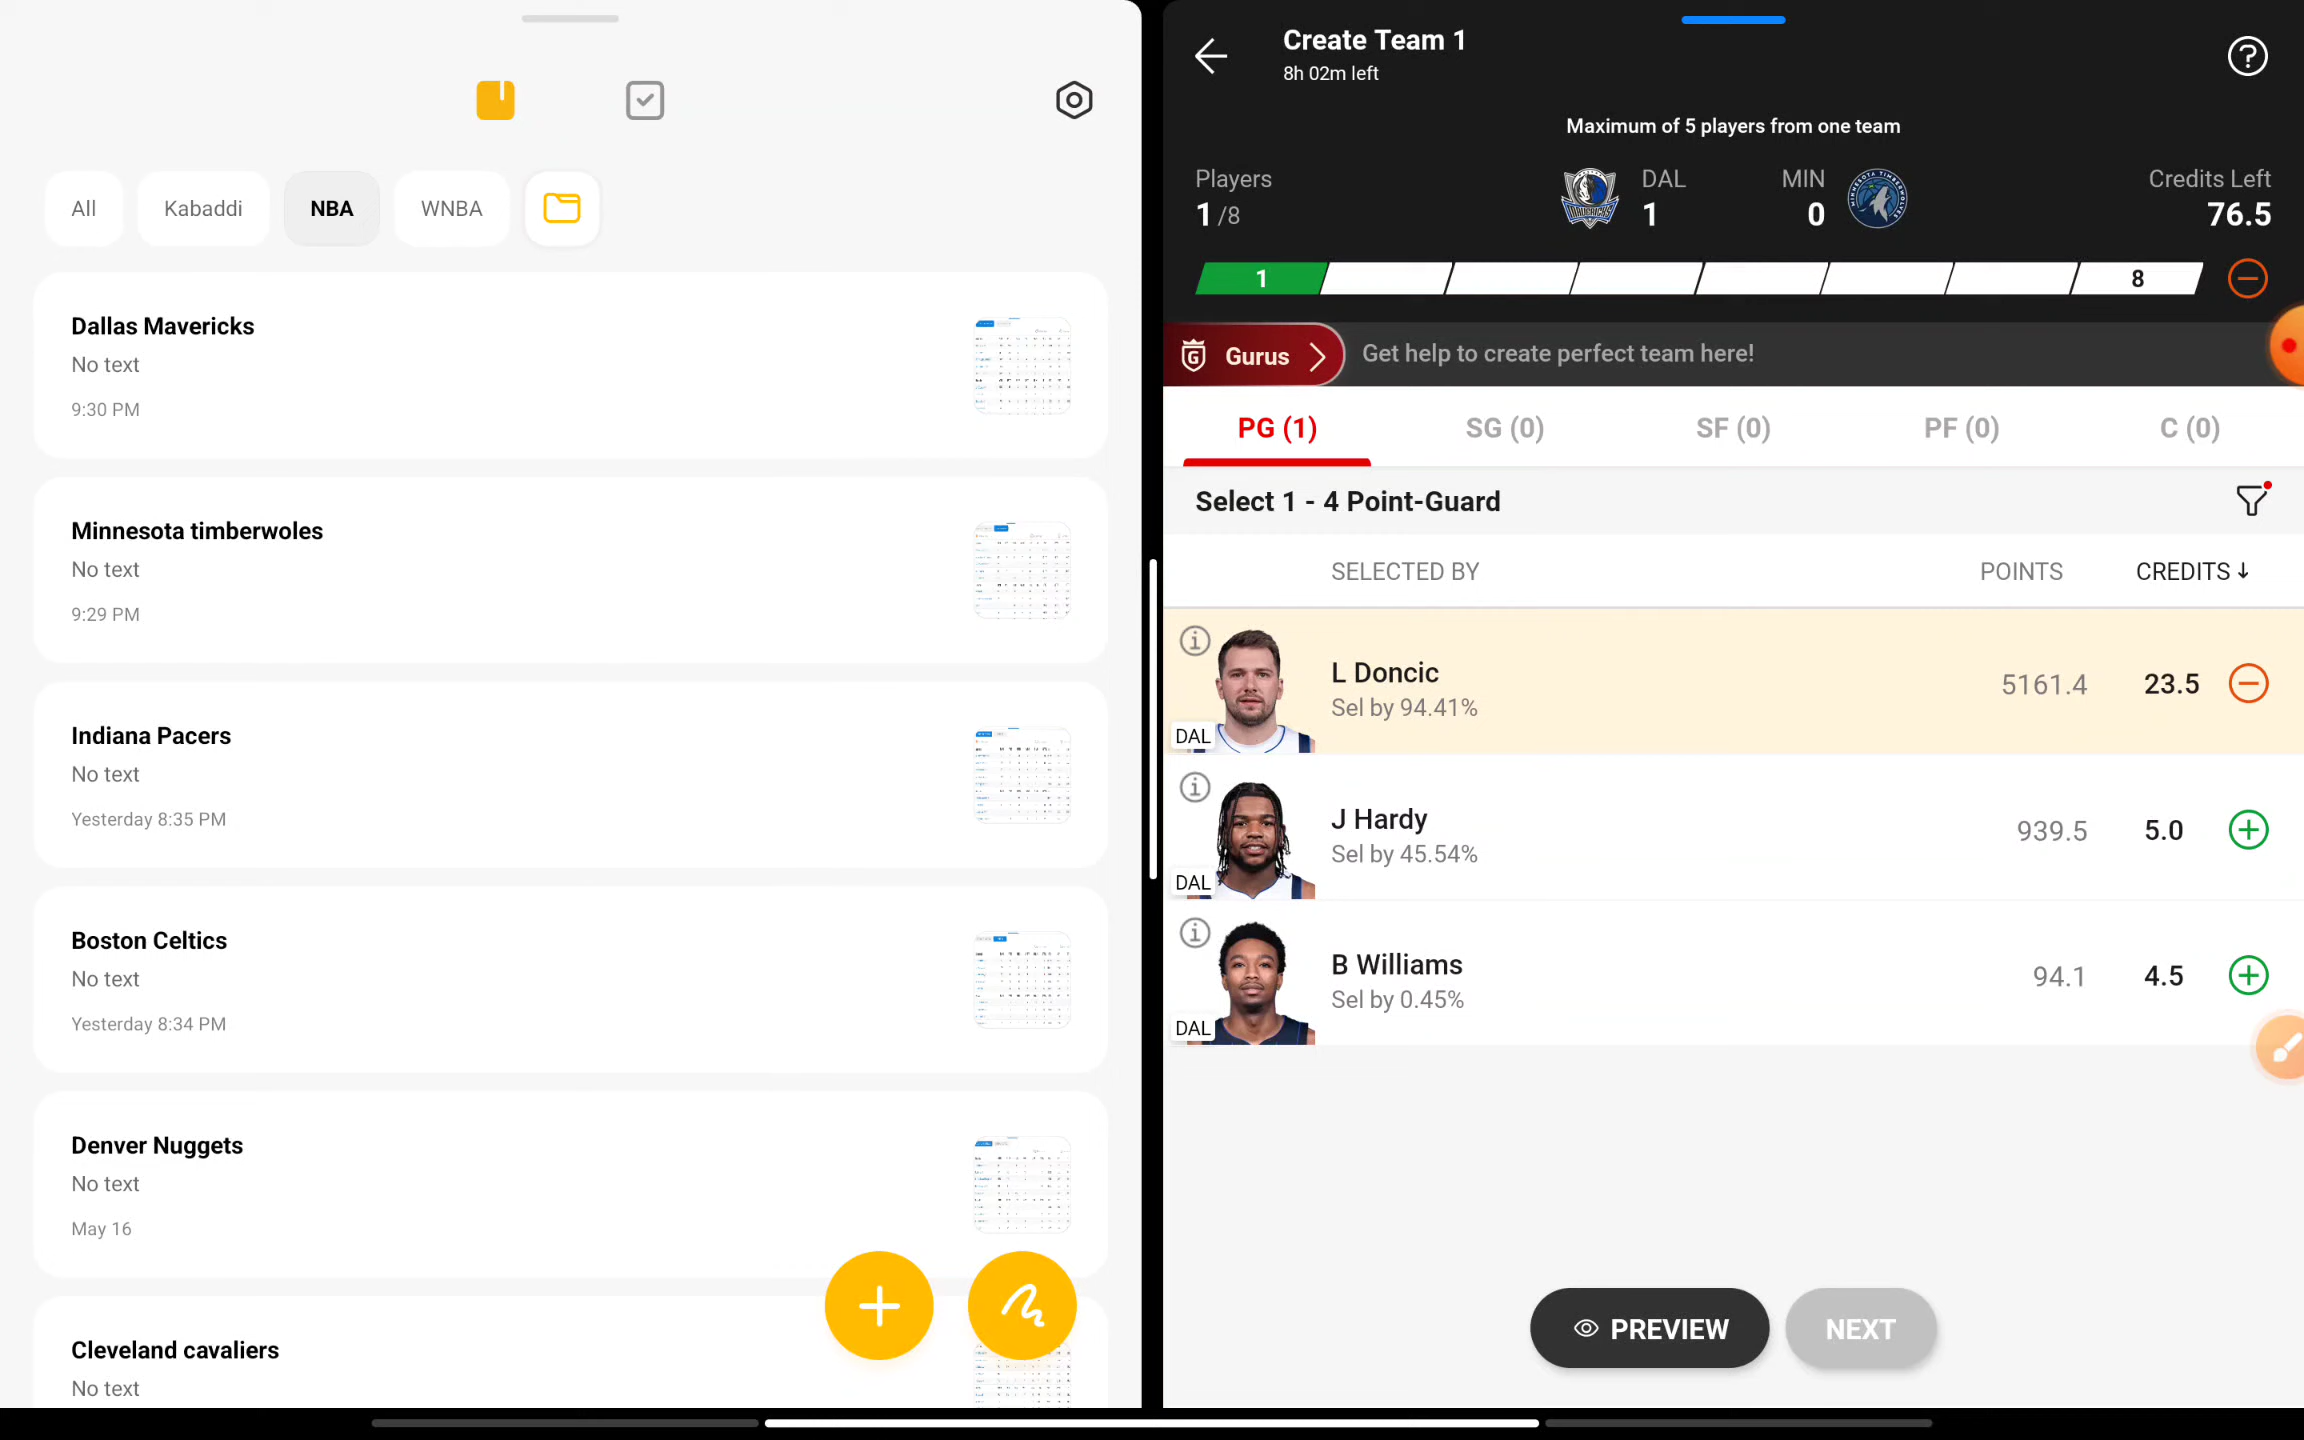 All
Kabaddi
NBA
WNBA
Dallas Mavericks
No text
9:30 PM
Minnesota timberwoles
No text
9:29 PM
Indiana Pacers
No text
Yesterday 8:35 PM
Boston Celtics
No text
Yesterday 8:34 PM
Denver Nuggets
No text
May 16
Cleveland cavaliers
No text
Create Team 1
8h 02m left
Maximum of 5 players from one team
Players
1 /8
DAL
1
MIN
0
Credits Left
76.5
1
8
Gurus
Get help to create perfect team here!
PG (1)
SG (0)
SF (0)
PF (0)
C (0)
Select 1 - 4 Point-Guard
SELECTED BY
POINTS
CREDITS
L Doncic
Sel by 94.41%
DAL
5161.4
23.5
J Hardy
Sel by 45.54%
DAL
939.5
5.0
B Williams
Sel by 0.45%
DAL
94.1
4.5
PREVIEW
NEXT